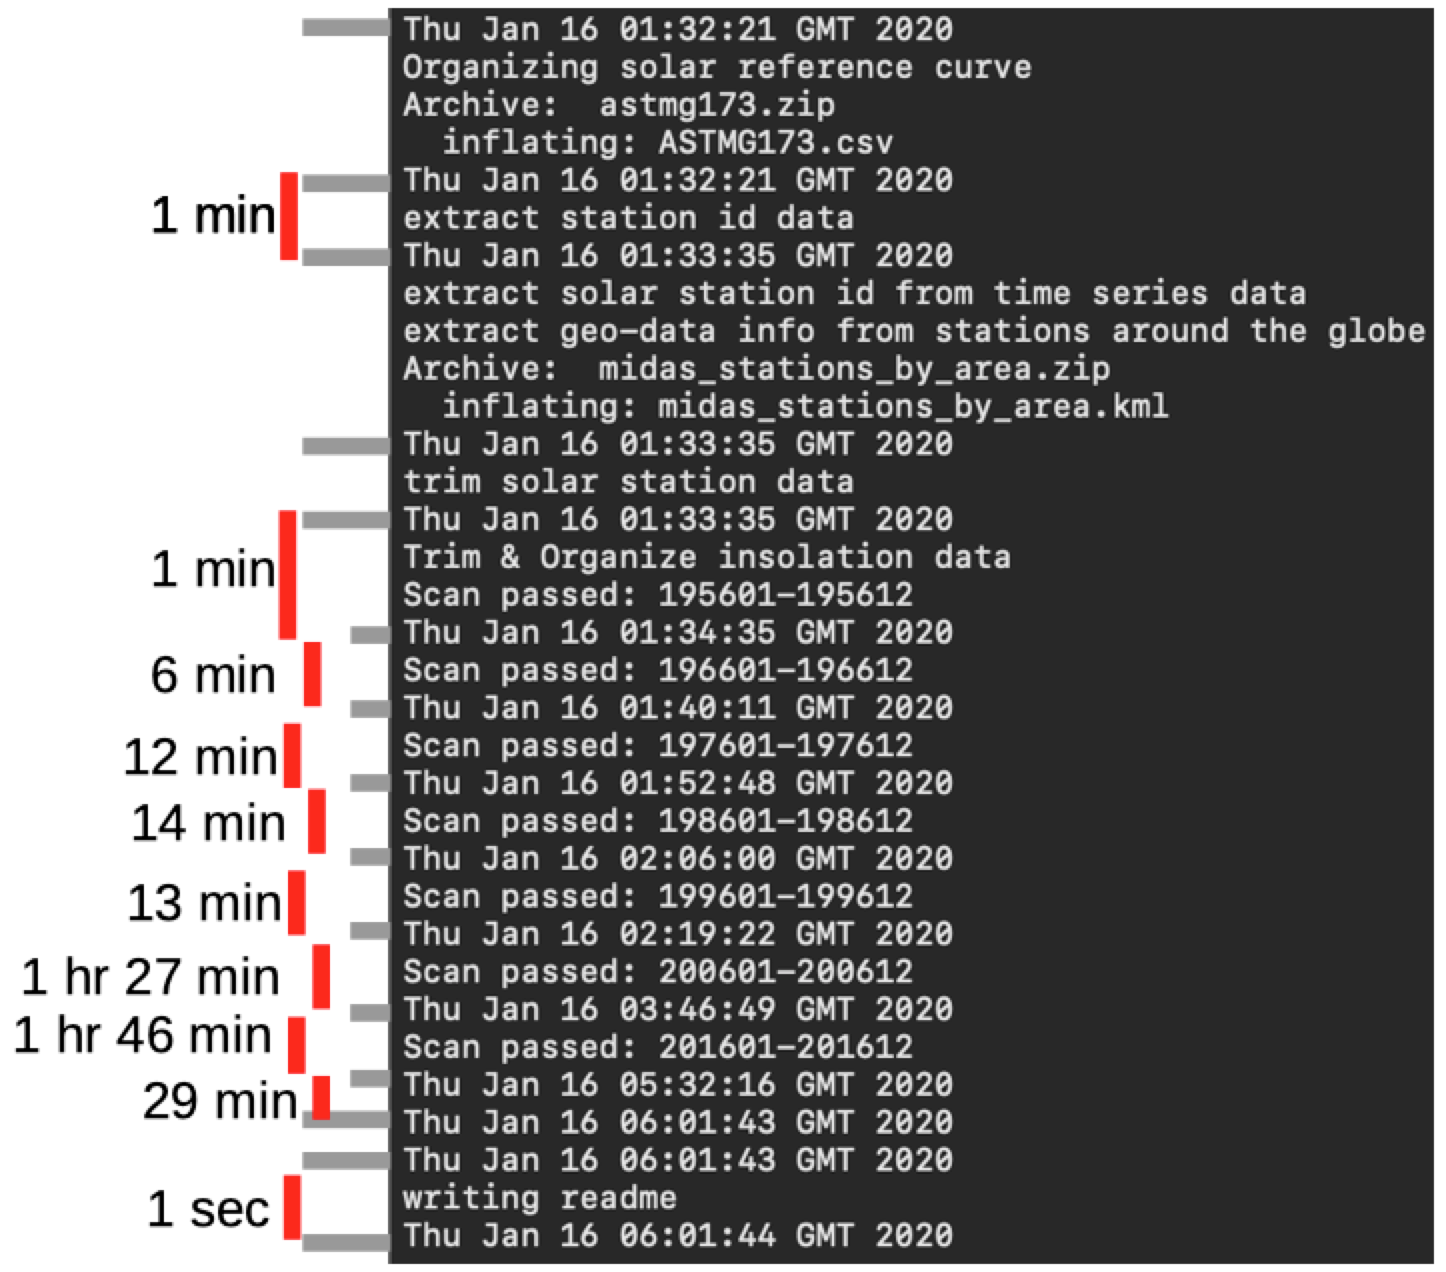 Thu Jan 16 01:32:21 GMT 2020
Organizing solar reference curve
Archive:  astmg173.zip
  inflating: ASTMG173.csv
Thu Jan 16 01:32:21 GMT 2020
1 min
extract station id data
Thu Jan 16 01:33:35 GMT 2020
extract solar station id from time series data
extract geo-data info from stations around the globe
Archive:  midas_stations_by_area.zip
  inflating: midas_stations_by_area.kml
Thu Jan 16 01:33:35 GMT 2020
trim solar station data
Thu Jan 16 01:33:35 GMT 2020
Trim & Organize insolation data
1 min
Scan passed: 195601-195612
Thu Jan 16 01:34:35 GMT 2020
6 min
Scan passed: 196601-196612
Thu Jan 16 01:40:11 GMT 2020
12 min
Scan passed: 197601-197612
Thu Jan 16 01:52:48 GMT 2020
14 min
Scan passed: 198601-198612
Thu Jan 16 02:06:00 GMT 2020
13 min
Scan passed: 199601-199612
Thu Jan 16 02:19:22 GMT 2020
1 hr 27 min
Scan passed: 200601-200612
Thu Jan 16 03:46:49 GMT 2020
1 hr 46 min
Scan passed: 201601-201612
Thu Jan 16 05:32:16 GMT 2020
29 min
Thu Jan 16 06:01:43 GMT 2020
Thu Jan 16 06:01:43 GMT 2020
1 sec
writing readme
Thu Jan 16 06:01:44 GMT 2020